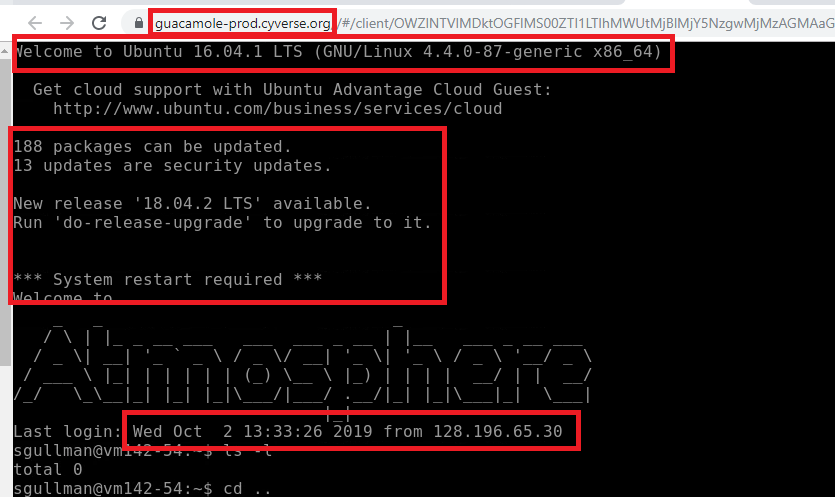 guacamole-prod.cyverse.org/#/client/OWZINTVlMDktOGFlMS00ZTI1LTlhMWUtMjBlMjY5NzgwMjMzAGMAaG
Welcome to Ubuntu 16.04.1 LTS (GNU/Linux 4.4.0-87-generic x86_64)
Get cloud support with Ubuntu Advantage Cloud Guest:
http://www.ubuntu.com/business/services/cloud
188 packages can be updated.
13 updates are security updates.
New release '18.04.2 LTS' available.
Run 'do-release-upgrade' to upgrade to it.
*** System restart required ***
Welcome to
Atmosphere
Last login: Wed Oct  2 13:33:26 2019 from 128.196.65.30
sgullman@vm142-54:~$ ls -l
total 0
sgullman@vm142-54:~$ cd ..